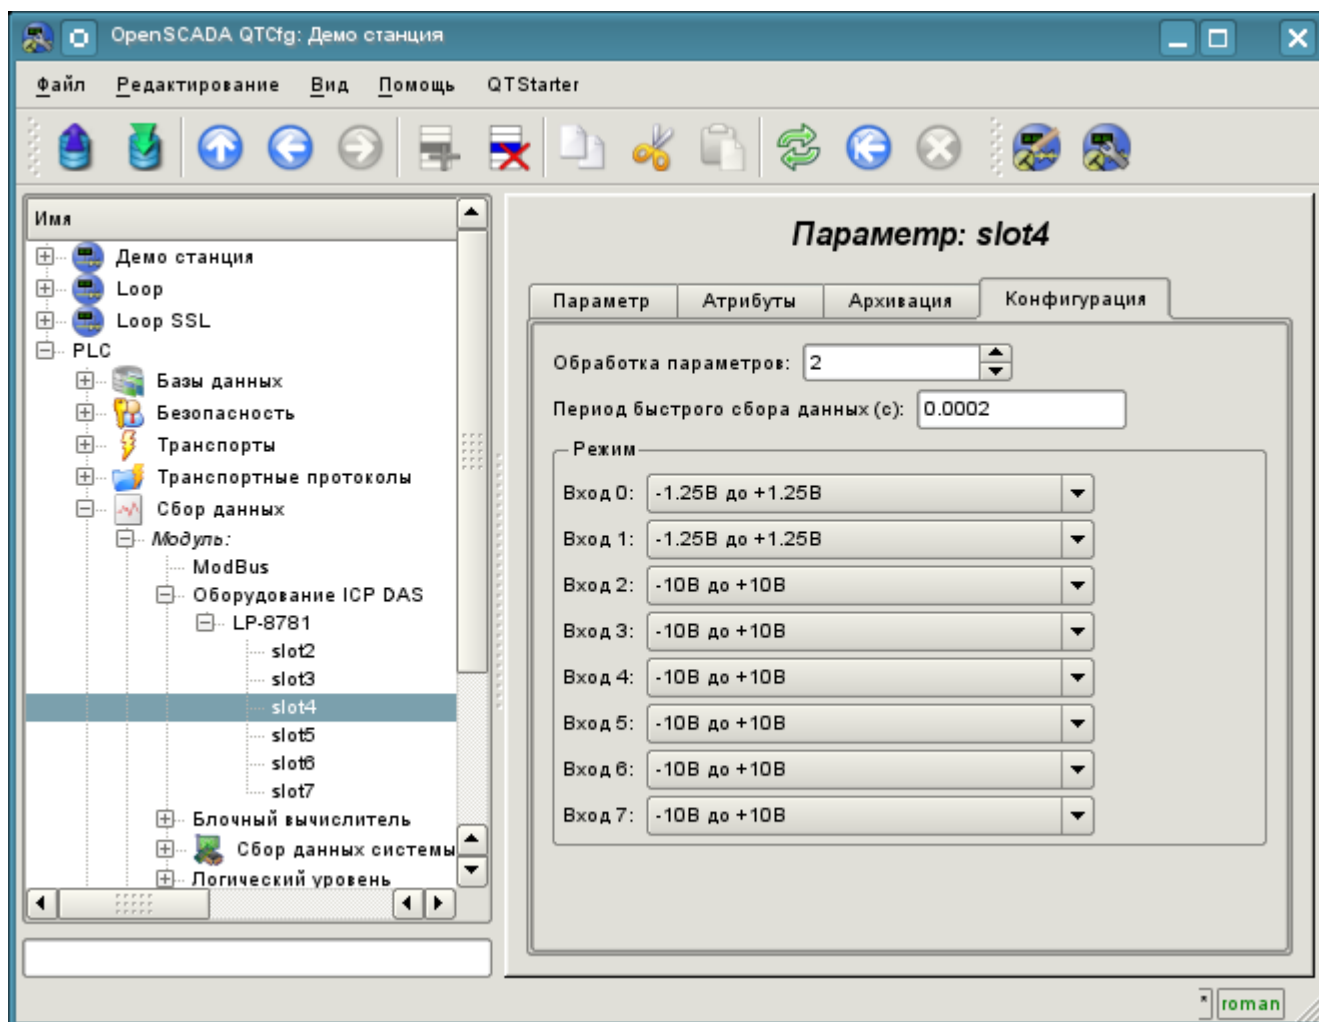 OpenSCADA QTCfg: Демо станция
Файл Редактирование Вид Помощь QTStarter
Имя
Демо станция
Loop
Loop SSL
PLC
Базы данных
Безопасность
Транспорты
Транспортные протоколы
Сбор данных
Модуль:
ModBus
Оборудование ICP DAS
LP-8781
slot2
slot3
slot4
slot5
slot6
slot7
Блочный вычислитель
Сбор данных системы
Логический уровень
Параметр: slot4
Параметр Атрибуты Архивация Конфигурация
Обработка параметров: 2
Период быстрого сбора данных (с): 0.0002
Режим
Вход 0: -1.25В до +1.25В
Вход 1: -1.25В до +1.25В
Вход 2: -10В до +10В
Вход 3: -10В до +10В
Вход 4: -10В до +10В
Вход 5: -10В до +10В
Вход 6: -10В до +10В
Вход 7: -10В до +10В
* roman